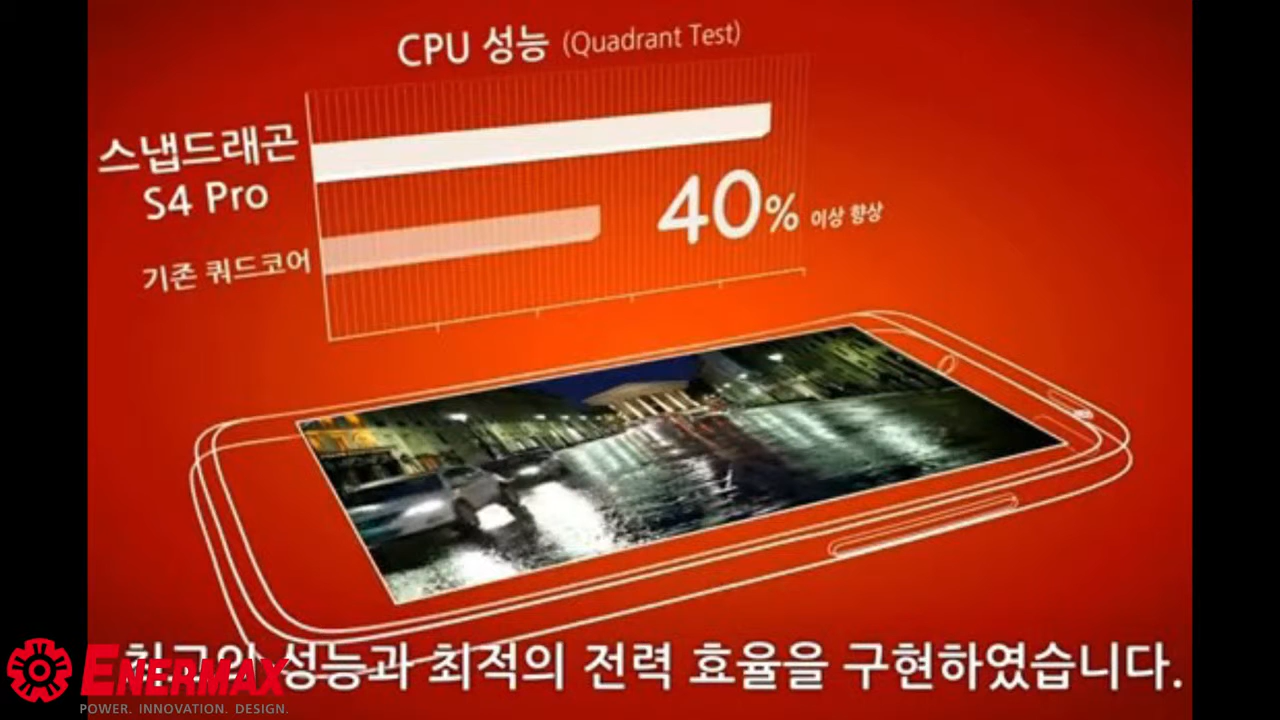 CPU 성능 (Quadrant Test)
스냅드래곤
S4 Pro
40% 이상 향상
기존 쿼드코어
최고의 성능과 최적의 전력 효율을 구현하였습니다.
ENERMAX
POWER. INNOVATION. DESIGN.